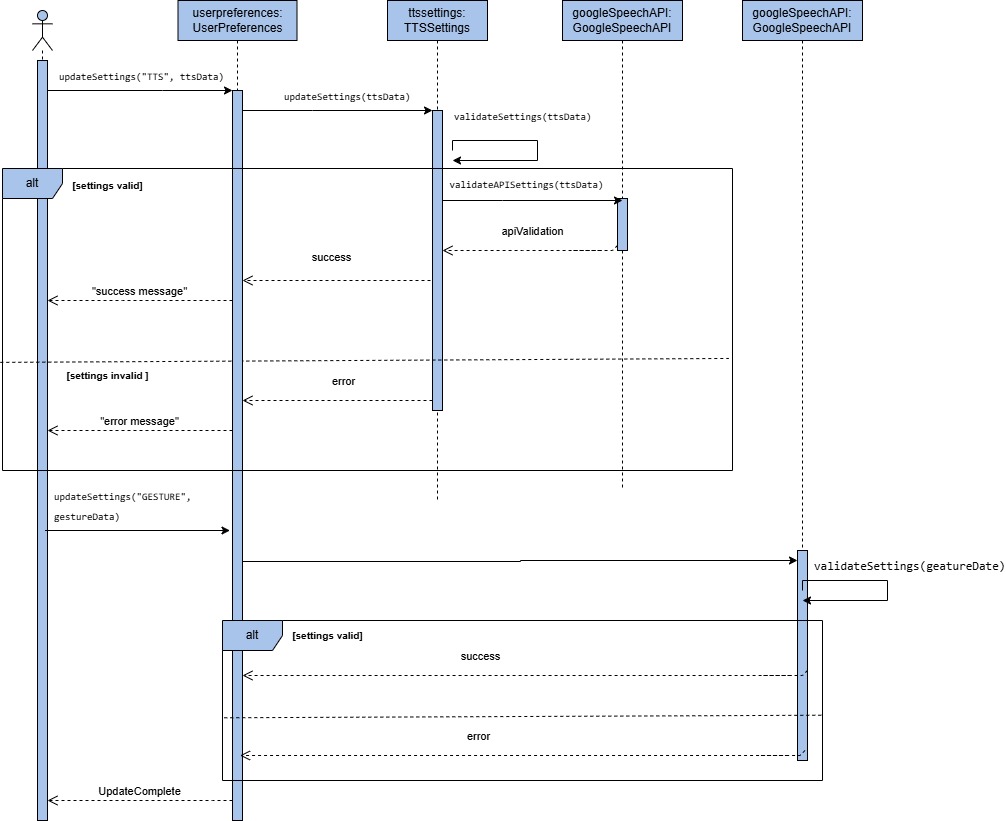 userpreferences:
UserPreferences
ttssettings:
TTSSettings
googleSpeechAPI:
GoogleSpeechAPI
googleSpeechAPI:
GoogleSpeechAPI
updateSettings("TTS", ttsData)
updateSettings(ttsData)
validateSettings(ttsData)
alt
[settings valid]
validateAPISettings(ttsData)
apiValidation
success
"success message"
[settings invalid ]
error
"error message"
updateSettings("GESTURE",
gestureData)
validateSettings(geatureDate)
alt
[settings valid]
success
error
UpdateComplete